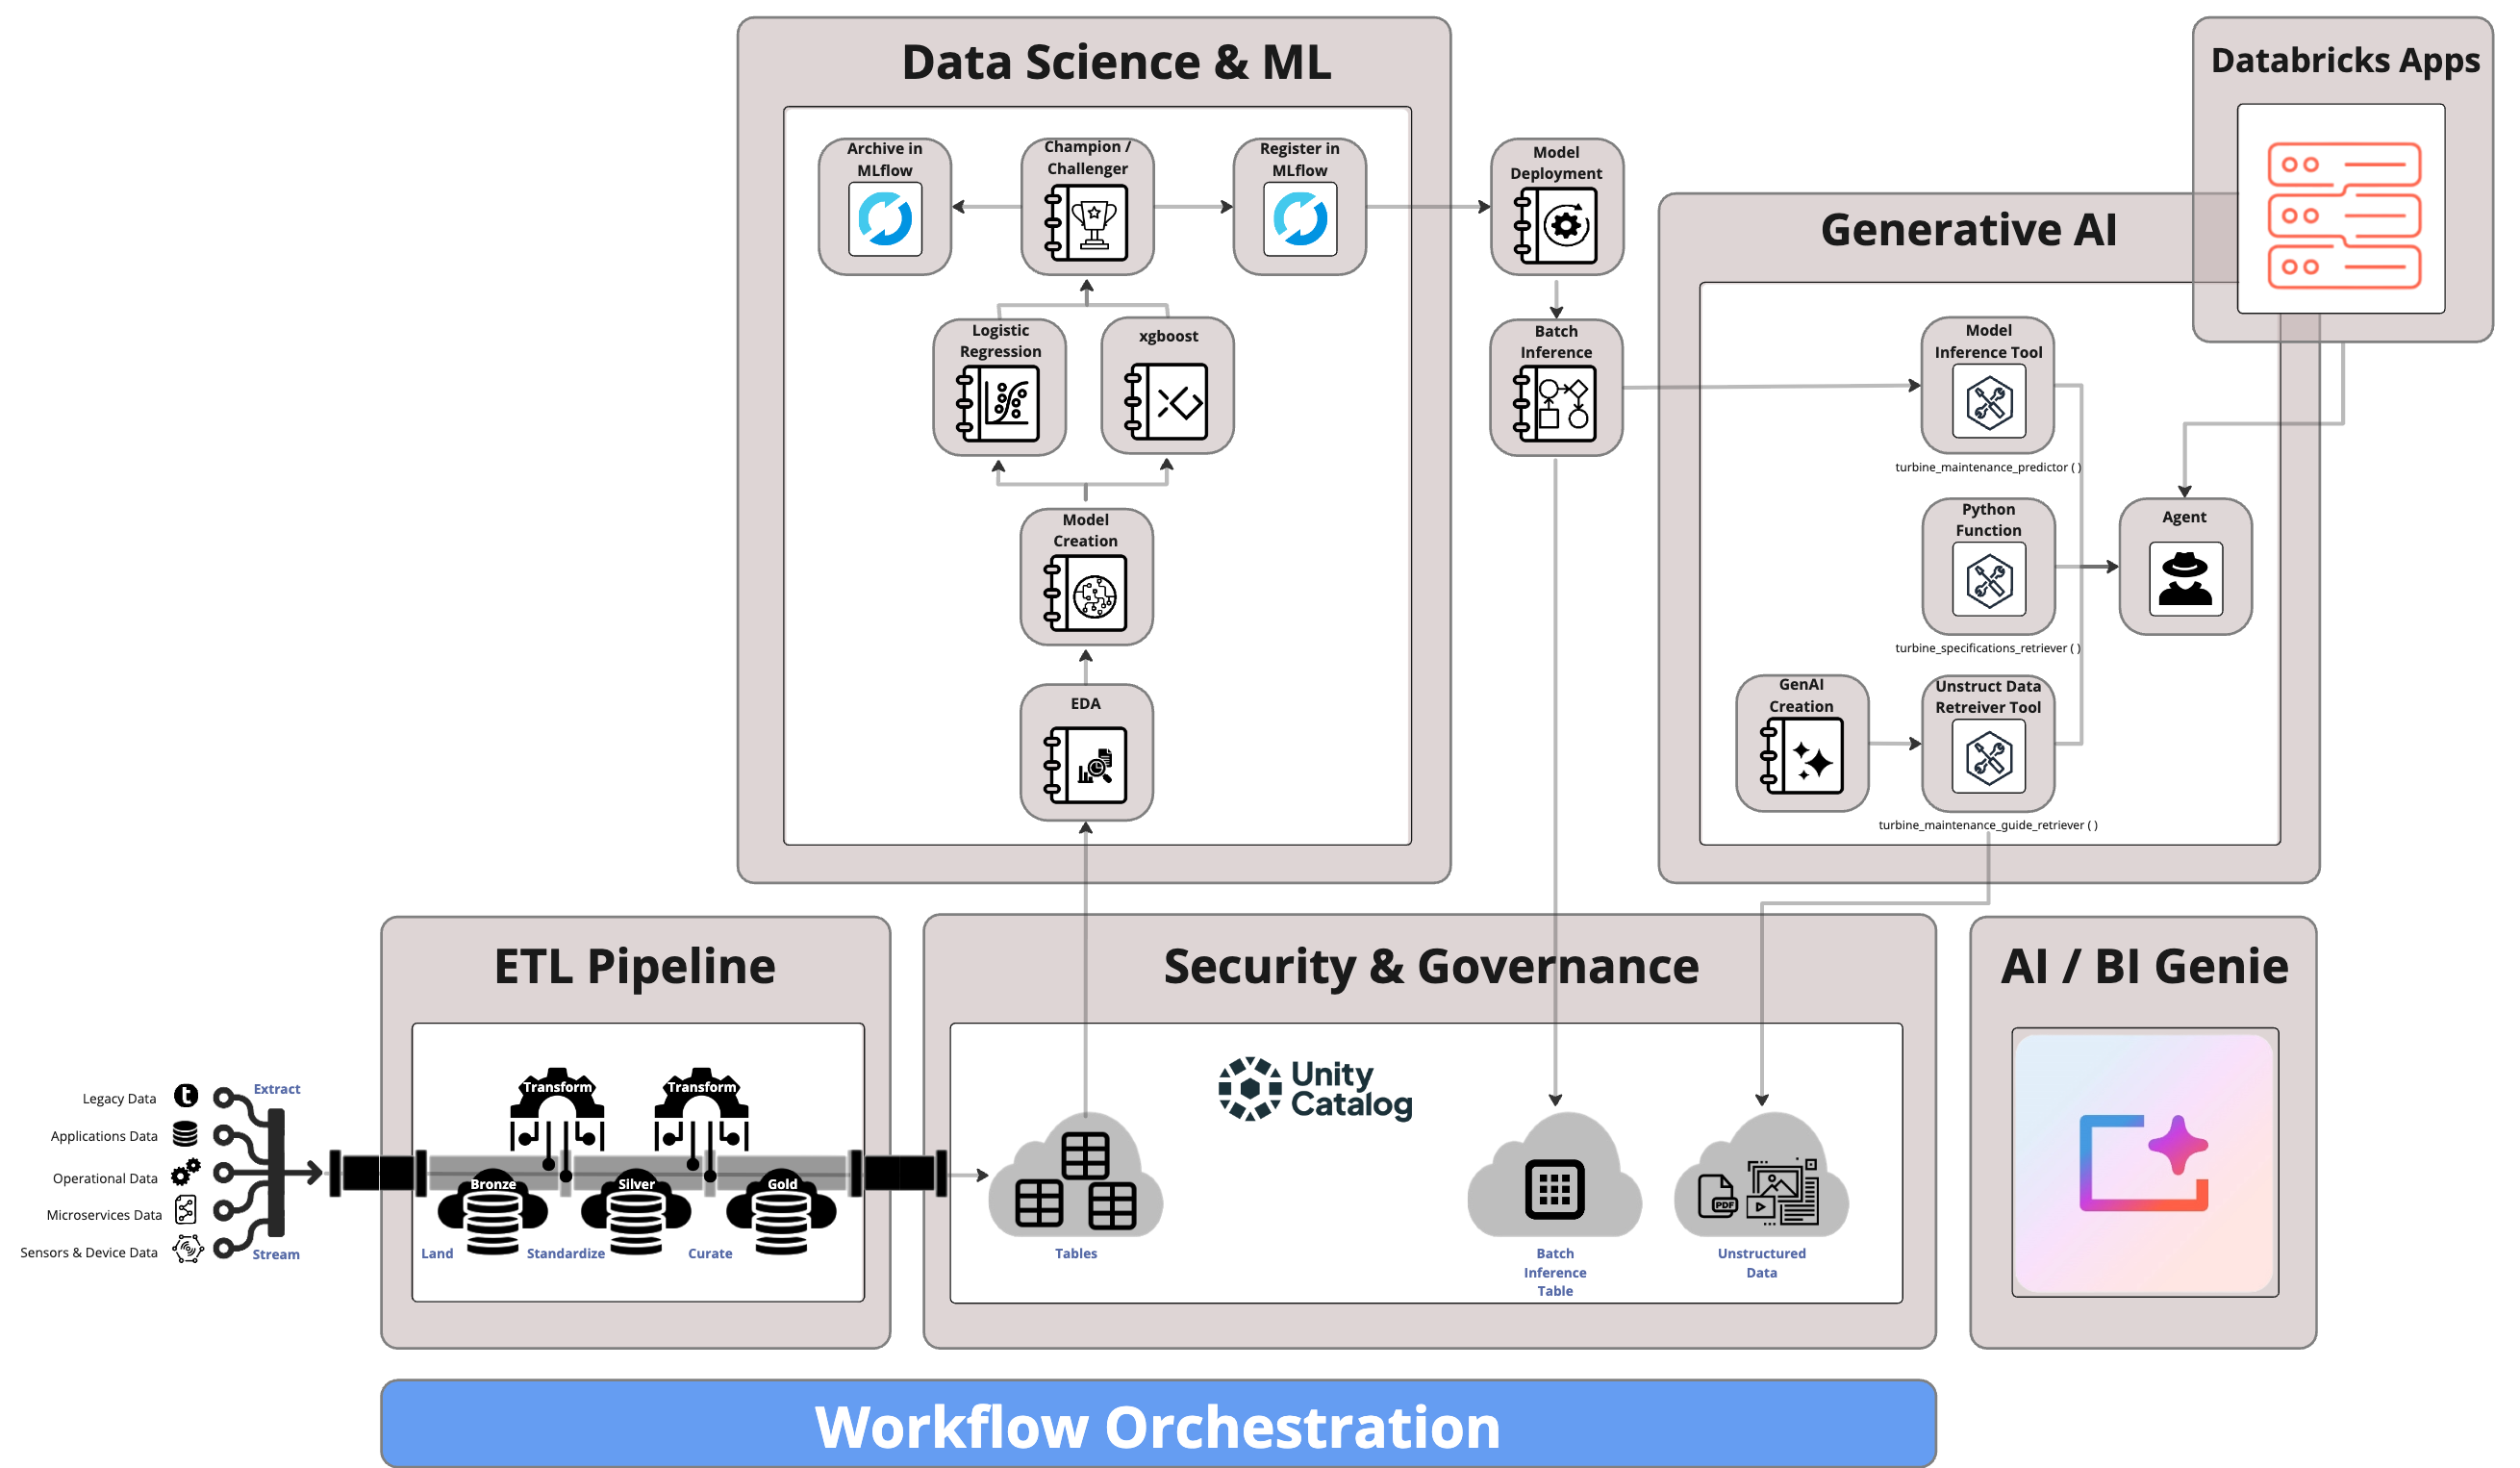 Data Science & ML
Archive in
MLflow
Champion /
Challenger
Register in
MLflow
Logistic
Regression
xgboost
Model
Creation
EDA
Model
Deployment
Batch
Inference
Databricks Apps
Generative AI
Model
Inference Tool
turbine_maintenance_predictor ( )
Python
Function
turbine_specifications_retriever ( )
Agent
GenAI
Creation
Unstruct Data
Retreiver Tool
turbine_maintenance_guide_retriever ( )
Legacy Data
t
Applications Data
Operational Data
Microservices Data
Sensors & Device Data
Extract
Stream
ETL Pipeline
Transform
Transform
Bronze
Silver
Gold
Land
Standardize
Curate
Security & Governance
Unity
Catalog
Tables
Batch
Inference
Table
PDF
Unstructured
Data
AI / BI Genie
Workflow Orchestration